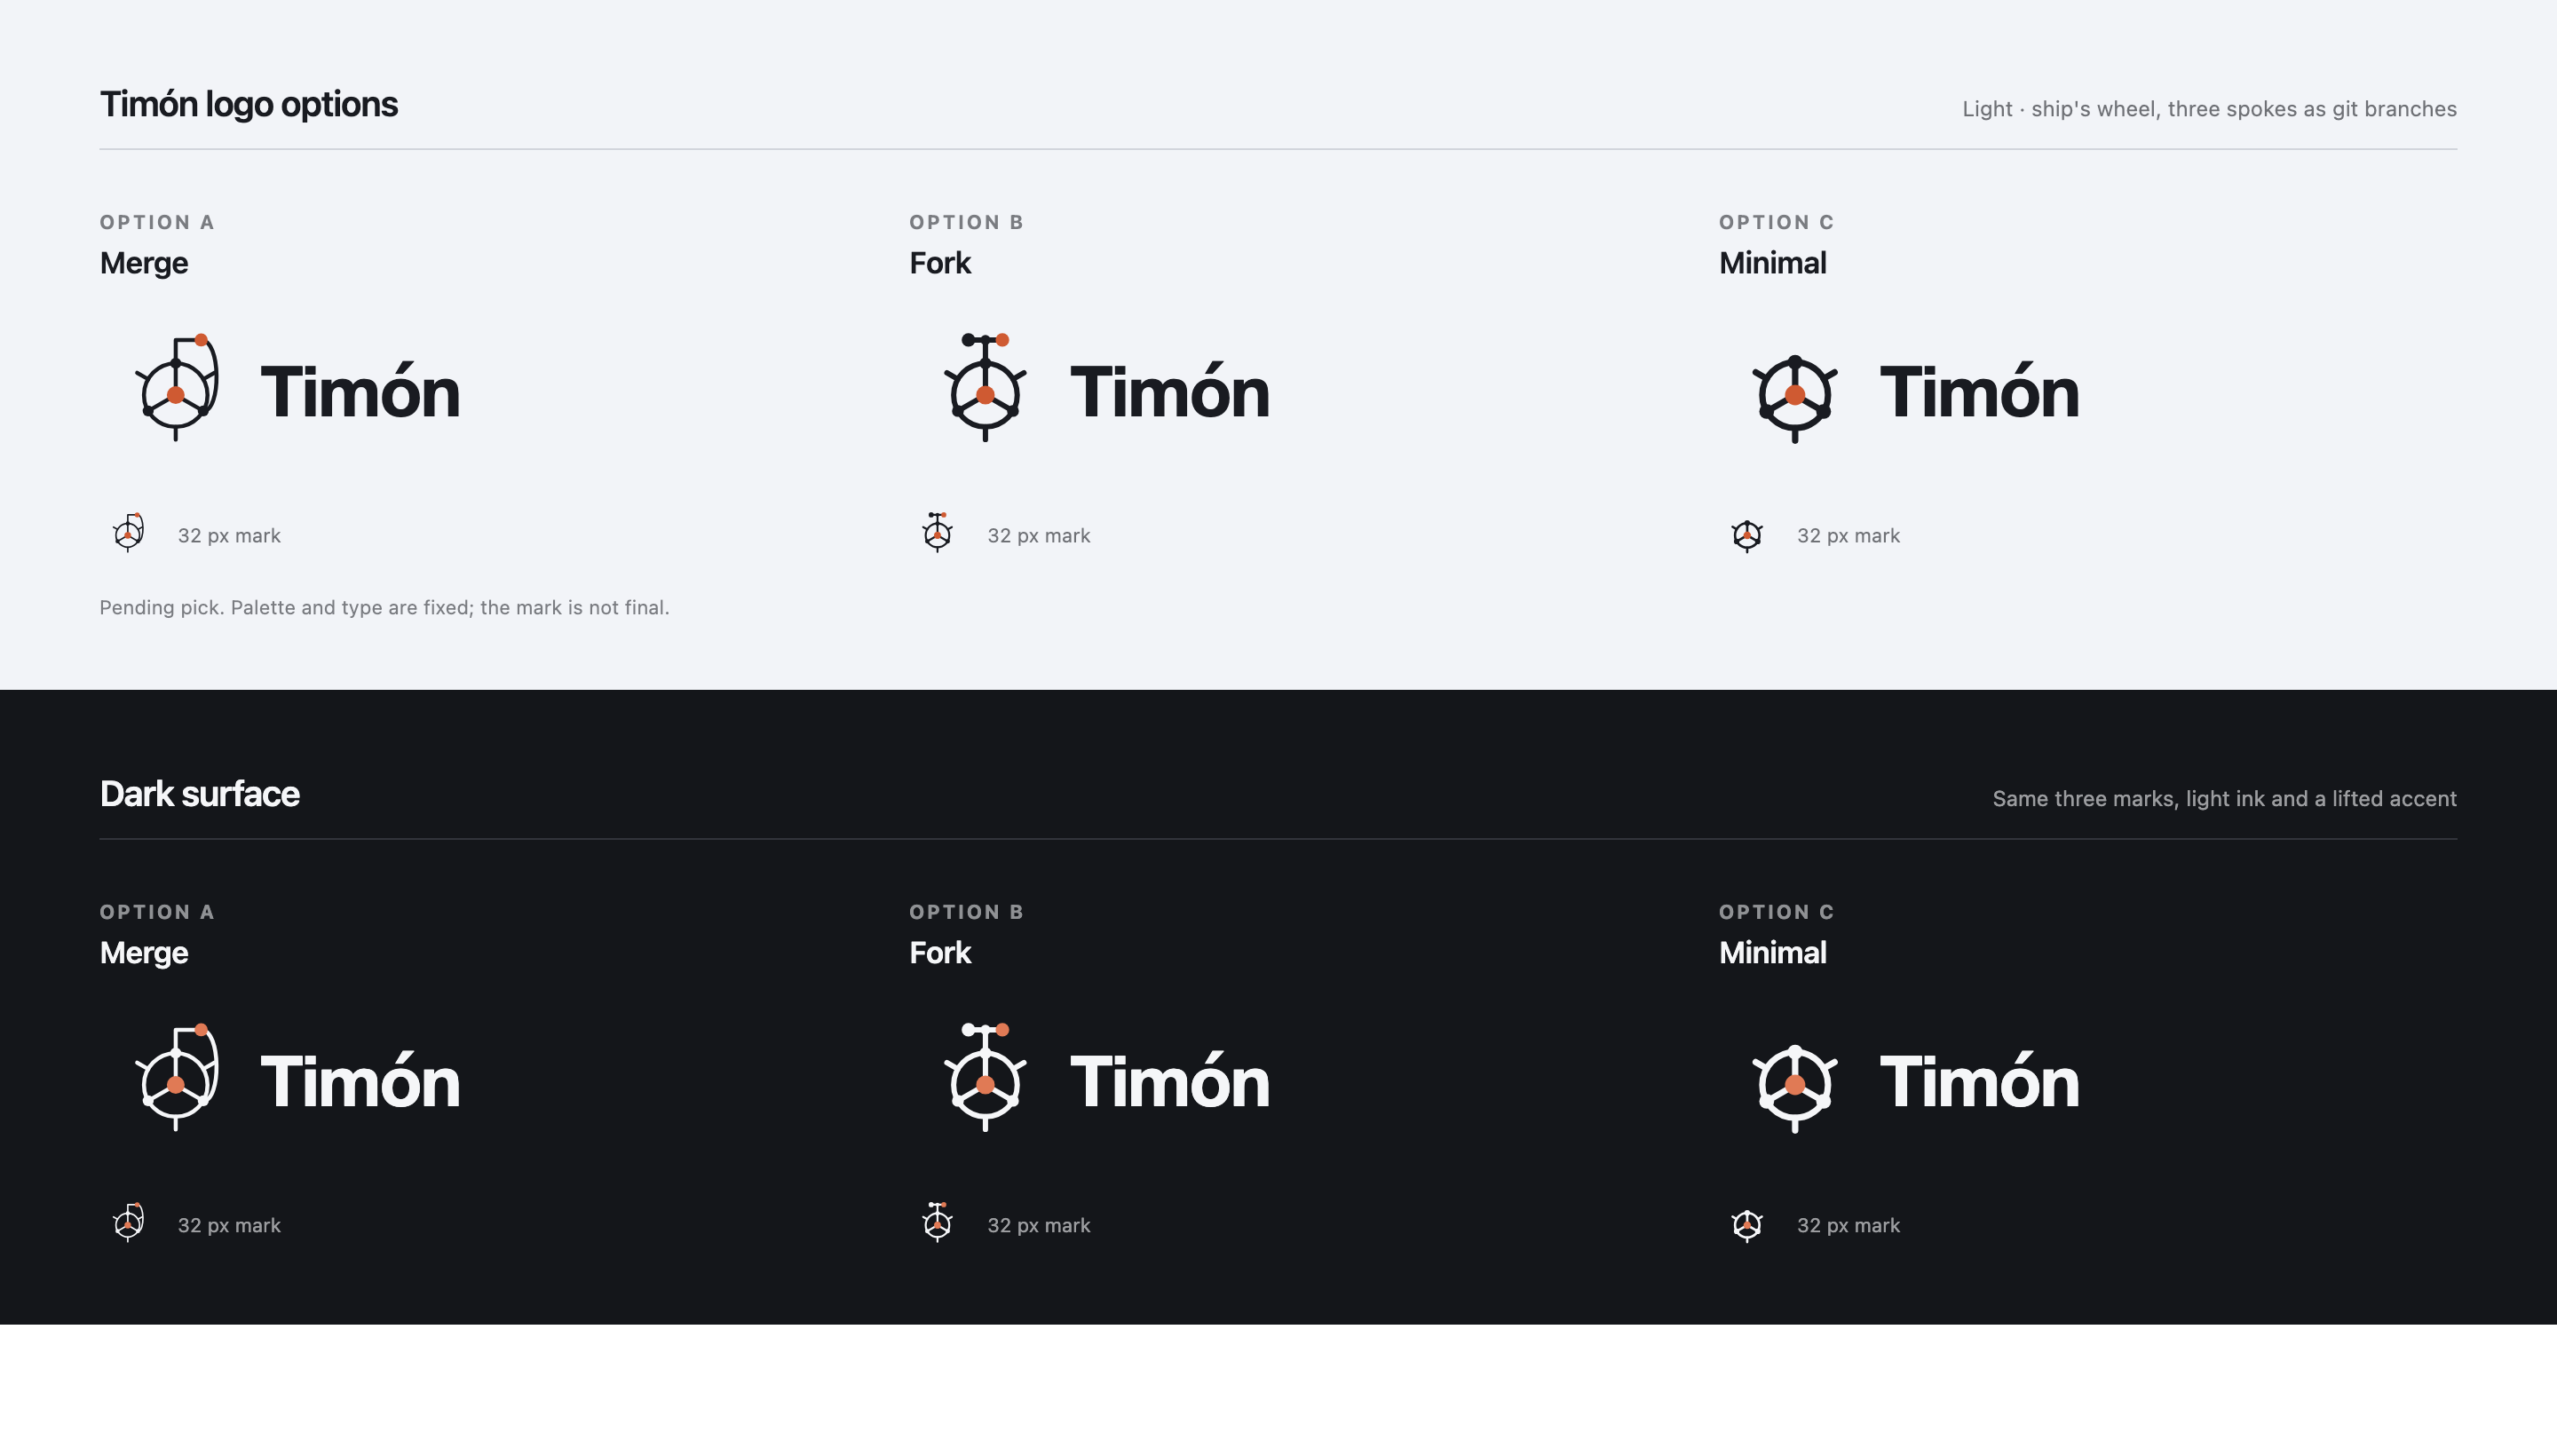 Timón logo options
Light · ship's wheel, three spokes as git branches
OPTION A
Merge
Timón
32 px mark
OPTION B
Fork
Timón
32 px mark
OPTION C
Minimal
Timón
32 px mark
Pending pick. Palette and type are fixed; the mark is not final.
Dark surface
Same three marks, light ink and a lifted accent
OPTION A
Merge
Timón
32 px mark
OPTION B
Fork
Timón
32 px mark
OPTION C
Minimal
Timón
32 px mark